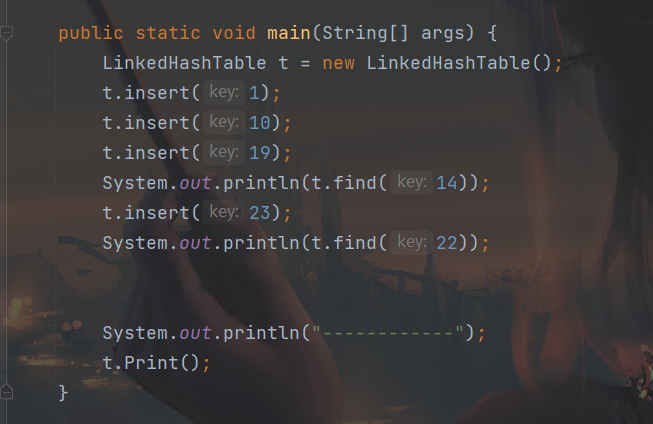 public static void main(String[] args) {
LinkedHashTable t = new LinkedHashTable();
t.insert( key: 1);
t.insert( key: 10);
t.insert( key: 19);
System.out.println(t.find( key: 14));
t.insert( key: 23);
System.out.println(t.find( key: 22));
System.out.println("------------");
t.Print();
}